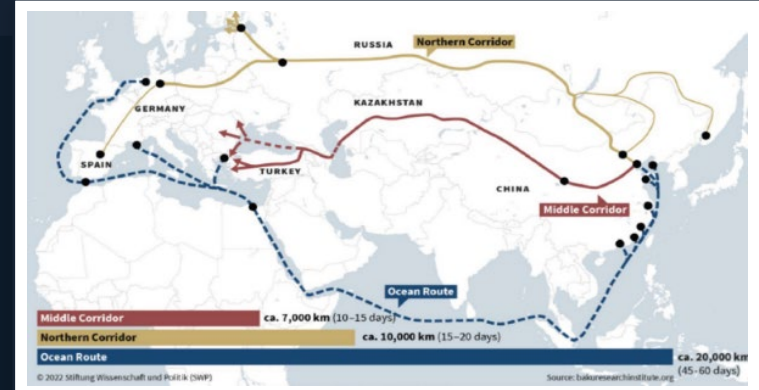 RUSSIA
Northern Corridor
GERMANY
KAZAKHSTAN
SPAIN
TURKEY
CHINA
Middle Corridor
Ocean Route
Middle Corridor ca. 7,000 km (10–15 days)
Northern Corridor ca. 10,000 km (15–20 days)
Ocean Route ca. 20,000 km
(45-60 days)
© 2022 Stiftung Wissenschaft und Politik (SWP) Source: bakuresearchinstitute.org